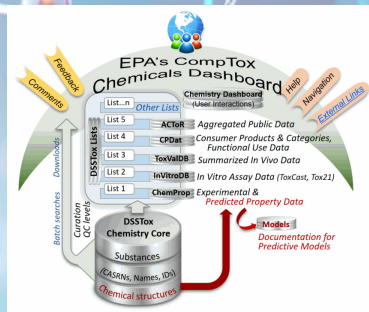 EPA's CompTox
Chemicals Dashboard
Feedback
Comments
Help
Navigation
External Links
List...n
Other Lists
Chemistry Dashboard
(User Interactions)
List 5
ACToR
Aggregated Public Data
List 4
CPDat
Consumer Products & Categories,
Functional Use Data
List 3
ToxValDB
Summarized In Vivo Data
List 2
InVitroDB
In Vitro Assay Data (ToxCast, Tox21)
List 1
ChemProp
Experimental &
Predicted Property Data
DSSTox Lists
Downloads
Batch searches
Curation
QC levels
DSSTox
Chemistry Core
Substances
(CASRNs, Names, IDs)
Chemical structures
Models
Documentation for
Predictive Models